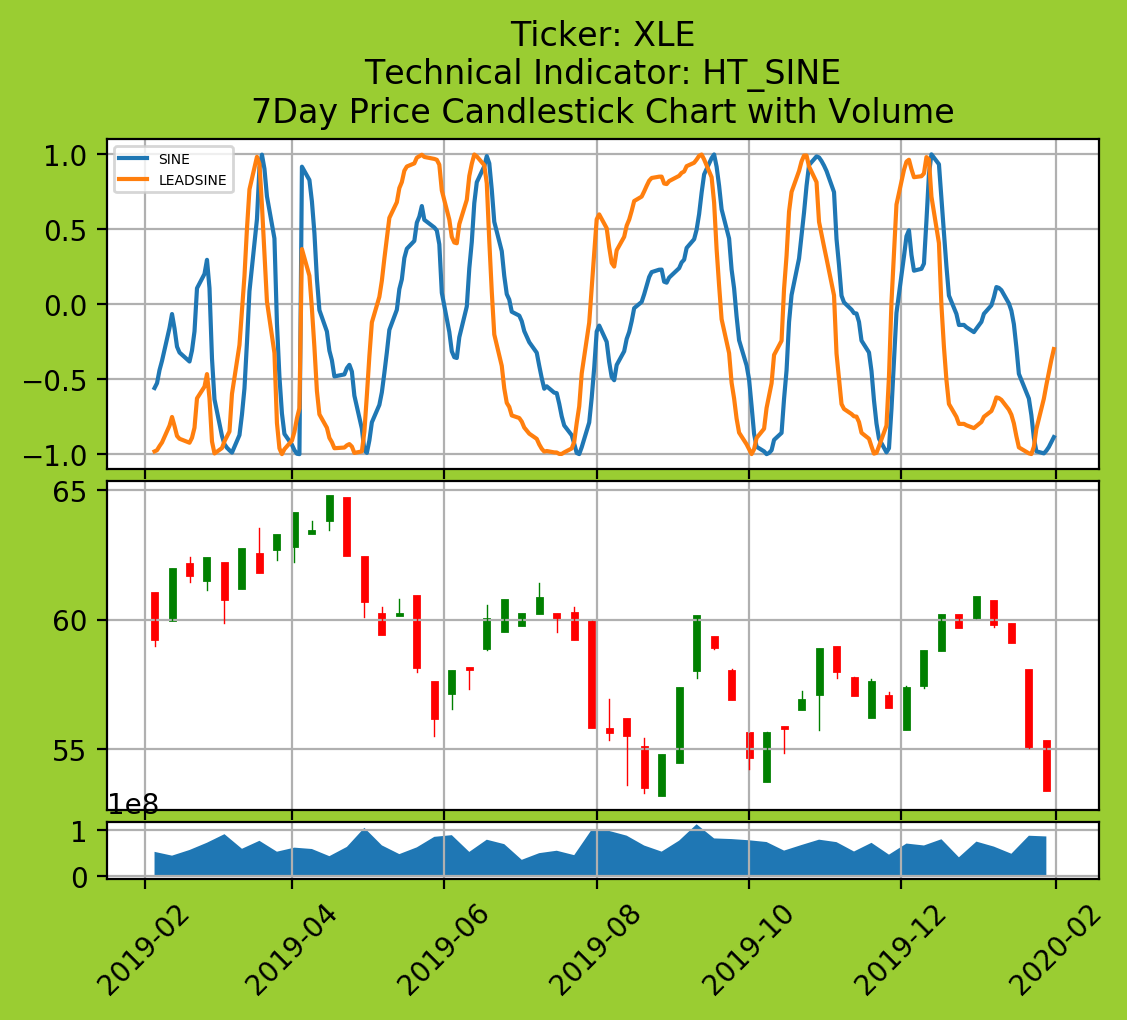 Ticker: XLE
Technical Indicator: HT_SINE
7Day Price Candlestick Chart with Volume
SINE
LEADSINE
1.0
0.5
0.0
−0.5
−1.0
65
60
55
1e8
1
0
2019-02
2019-04
2019-06
2019-08
2019-10
2019-12
2020-02